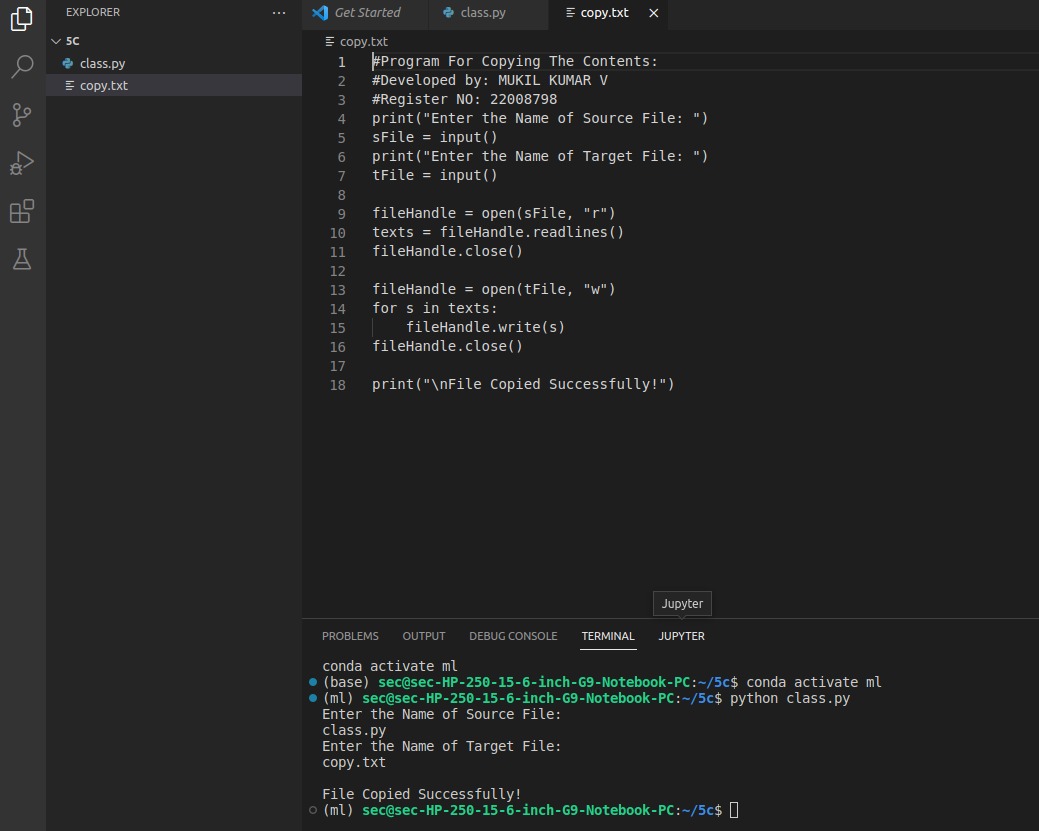 EXPLORER ...
5C
class.py
copy.txt
Get Started class.py copy.txt
copy.txt
1 #Program For Copying The Contents:
2 #Developed by: MUKIL KUMAR V
3 #Register NO: 22008798
4 print("Enter the Name of Source File: ")
5 sFile = input()
6 print("Enter the Name of Target File: ")
7 tFile = input()
8
9 fileHandle = open(sFile, "r")
10 texts = fileHandle.readlines()
11 fileHandle.close()
12
13 fileHandle = open(tFile, "w")
14 for s in texts:
15     fileHandle.write(s)
16 fileHandle.close()
17
18 print("\nFile Copied Successfully!")
Jupyter
PROBLEMS OUTPUT DEBUG CONSOLE TERMINAL JUPYTER
conda activate ml
(base) sec@sec-HP-250-15-6-inch-G9-Notebook-PC:~/5c$ conda activate ml
(ml) sec@sec-HP-250-15-6-inch-G9-Notebook-PC:~/5c$ python class.py
Enter the Name of Source File:
class.py
Enter the Name of Target File:
copy.txt

File Copied Successfully!
(ml) sec@sec-HP-250-15-6-inch-G9-Notebook-PC:~/5c$